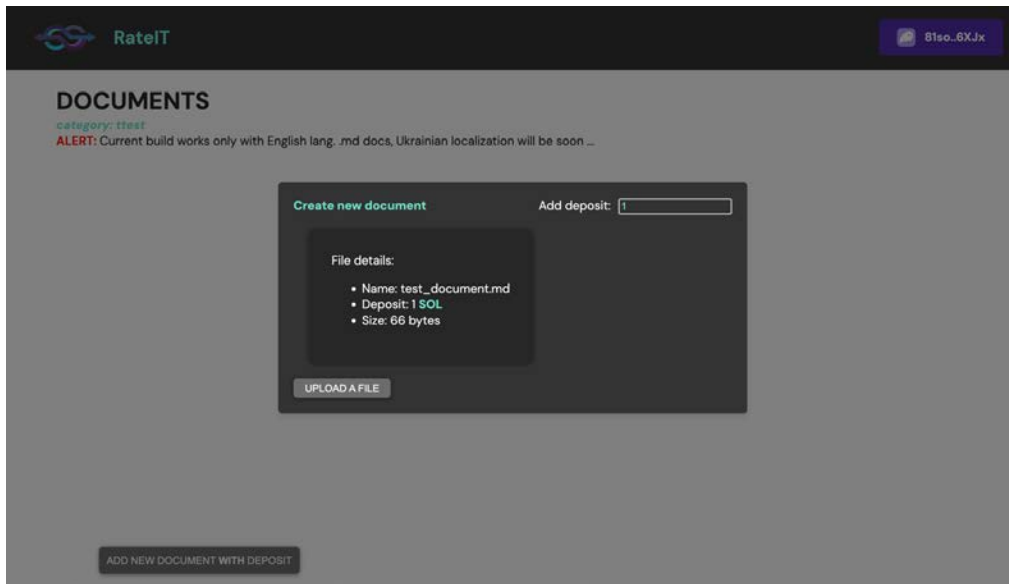 RateIT
81so..6XJx
DOCUMENTS
category: ttest
ALERT: Current build works only with English lang. .md docs, Ukrainian localization will be soon ...
Create new document
Add deposit: 1
File details:
• Name: test_document.md
• Deposit: 1 SOL
• Size: 66 bytes
UPLOAD A FILE
ADD NEW DOCUMENT WITH DEPOSIT